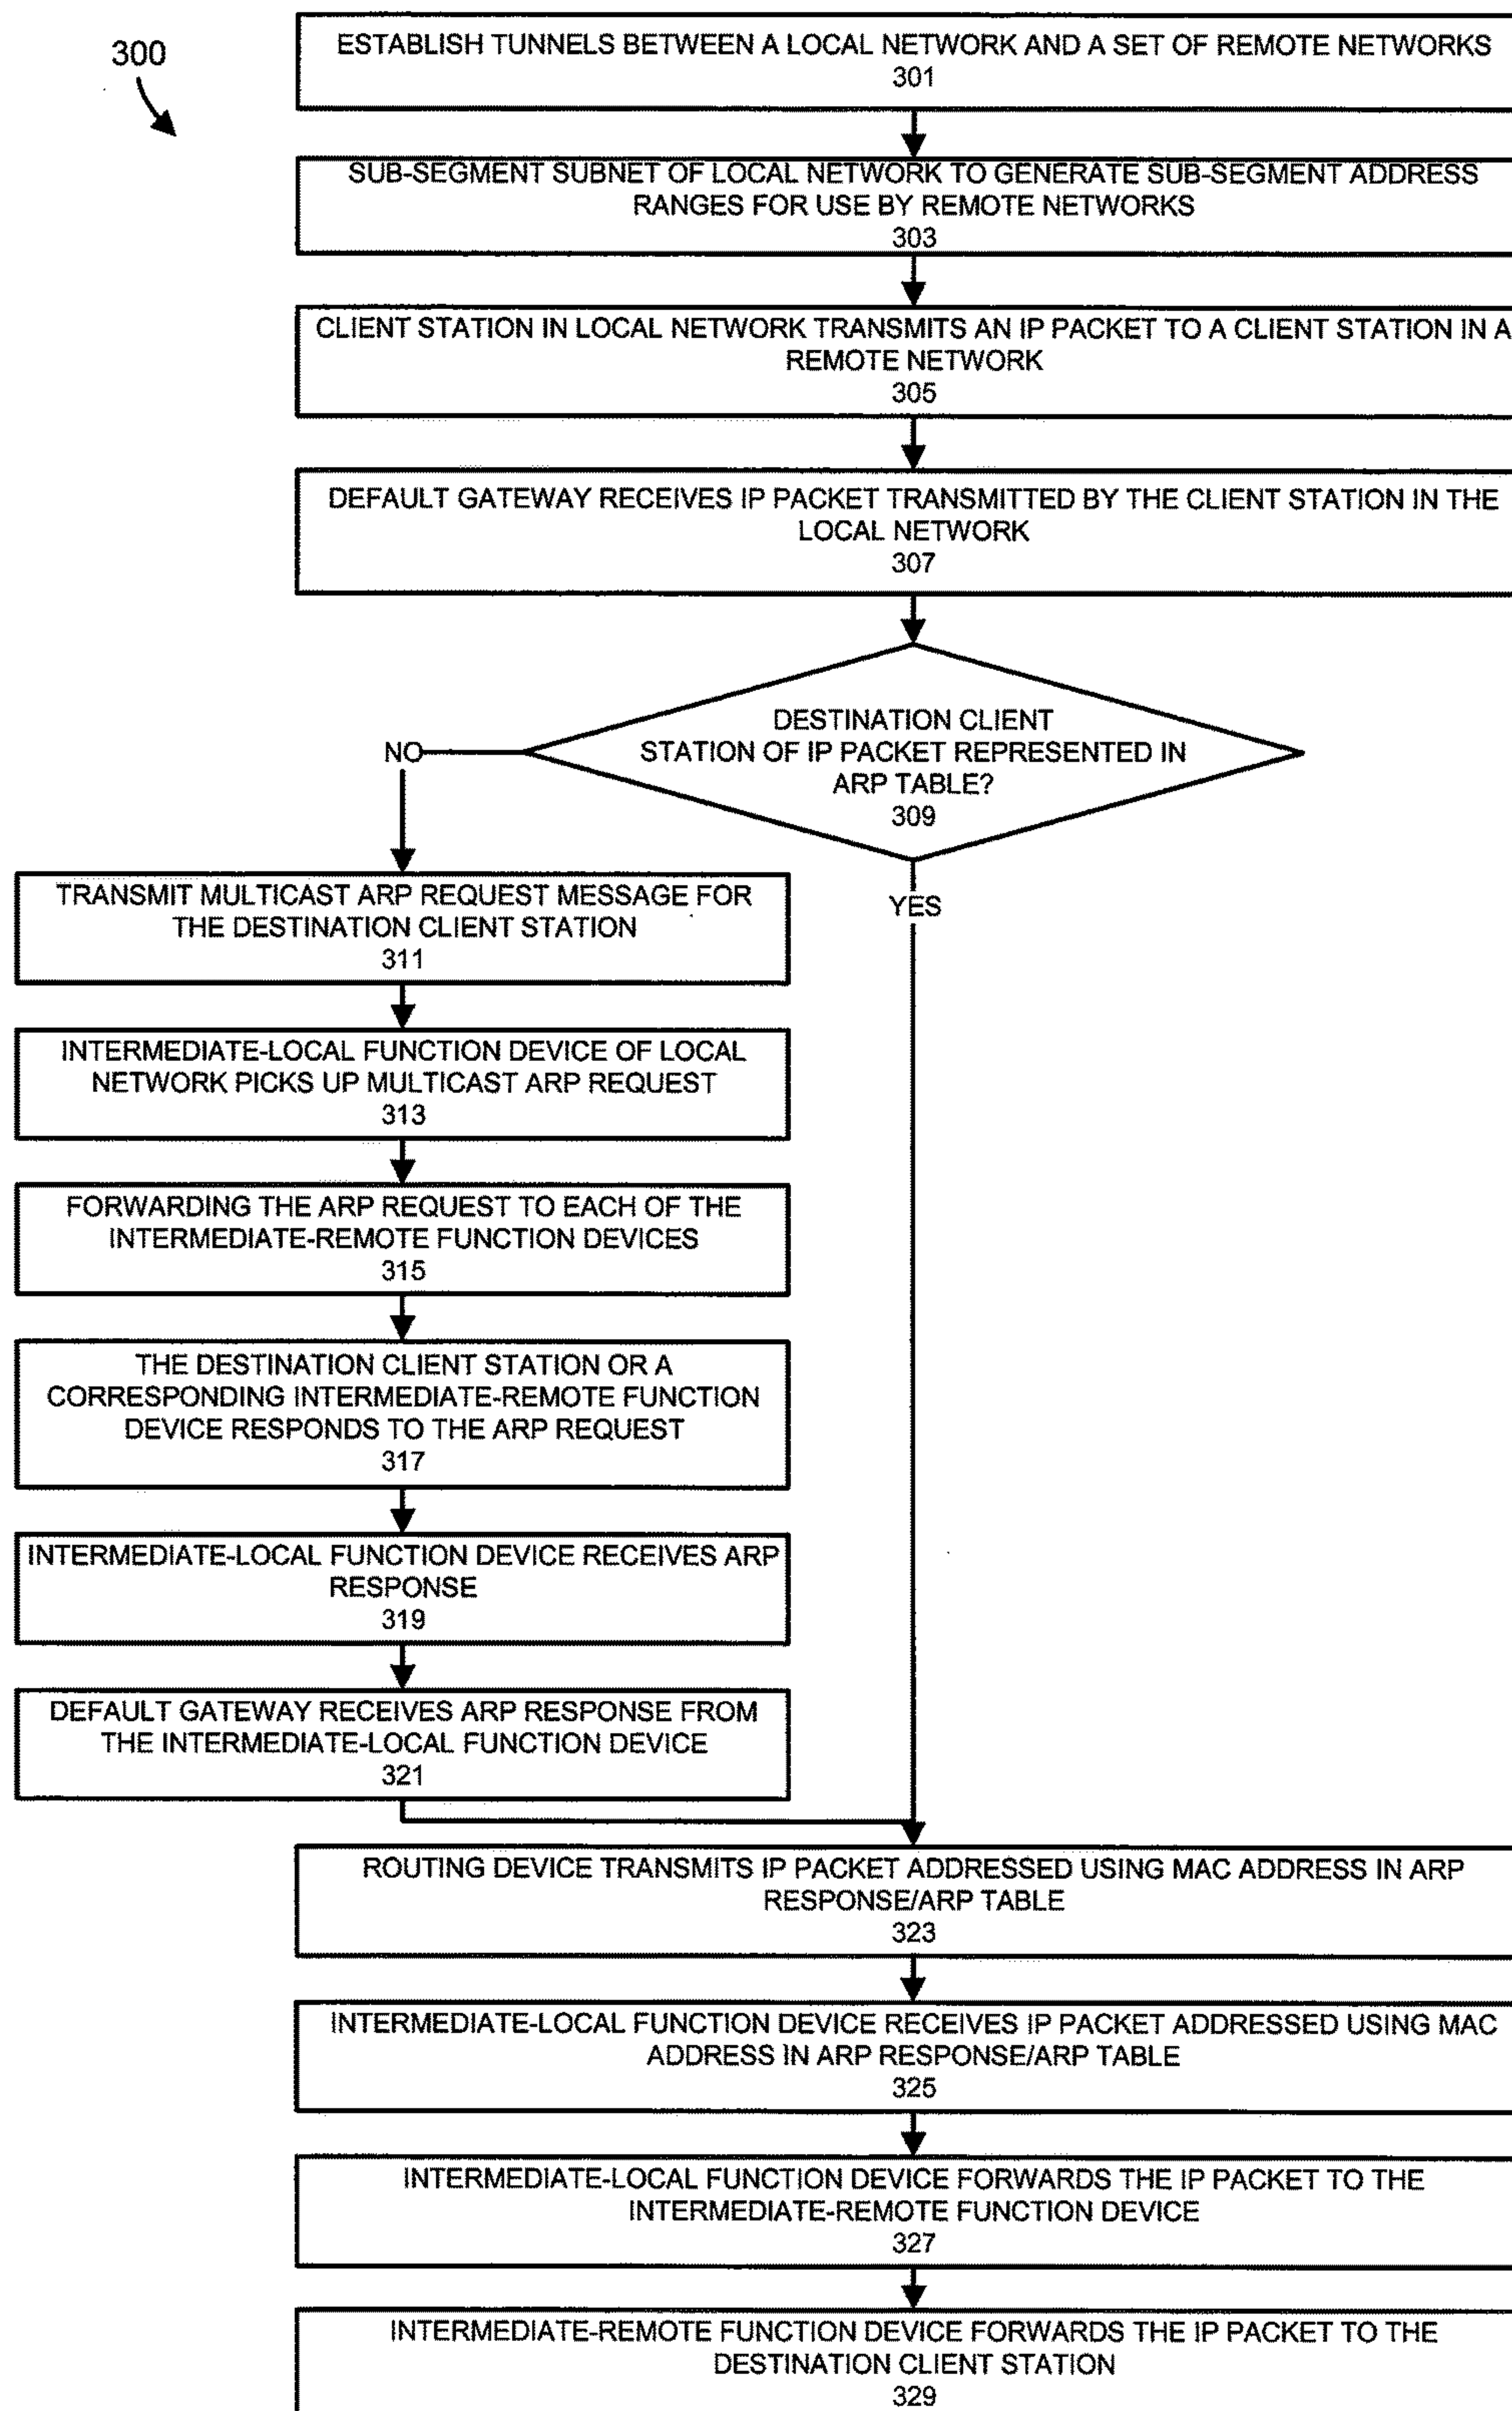 300
ESTABLISH TUNNELS BETWEEN A LOCAL NETWORK AND A SET OF REMOTE NETWORKS
301
SUB-SEGMENT SUBNET OF LOCAL NETWORK TO GENERATE SUB-SEGMENT ADDRESS
RANGES FOR USE BY REMOTE NETWORKS
303
CLIENT STATION IN LOCAL NETWORK TRANSMITS AN IP PACKET TO A CLIENT STATION IN A
REMOTE NETWORK
305
DEFAULT GATEWAY RECEIVES IP PACKET TRANSMITTED BY THE CLIENT STATION IN THE
LOCAL NETWORK
307
DESTINATION CLIENT
STATION OF IP PACKET REPRESENTED IN
ARP TABLE?
309
NO
YES
TRANSMIT MULTICAST ARP REQUEST MESSAGE FOR
THE DESTINATION CLIENT STATION
311
INTERMEDIATE-LOCAL FUNCTION DEVICE OF LOCAL
NETWORK PICKS UP MULTICAST ARP REQUEST
313
FORWARDING THE ARP REQUEST TO EACH OF THE
INTERMEDIATE-REMOTE FUNCTION DEVICES
315
THE DESTINATION CLIENT STATION OR A
CORRESPONDING INTERMEDIATE-REMOTE FUNCTION
DEVICE RESPONDS TO THE ARP REQUEST
317
INTERMEDIATE-LOCAL FUNCTION DEVICE RECEIVES ARP
RESPONSE
319
DEFAULT GATEWAY RECEIVES ARP RESPONSE FROM
THE INTERMEDIATE-LOCAL FUNCTION DEVICE
321
ROUTING DEVICE TRANSMITS IP PACKET ADDRESSED USING MAC ADDRESS IN ARP
RESPONSE/ARP TABLE
323
INTERMEDIATE-LOCAL FUNCTION DEVICE RECEIVES IP PACKET ADDRESSED USING MAC
ADDRESS IN ARP RESPONSE/ARP TABLE
325
INTERMEDIATE-LOCAL FUNCTION DEVICE FORWARDS THE IP PACKET TO THE
INTERMEDIATE-REMOTE FUNCTION DEVICE
327
INTERMEDIATE-REMOTE FUNCTION DEVICE FORWARDS THE IP PACKET TO THE
DESTINATION CLIENT STATION
329